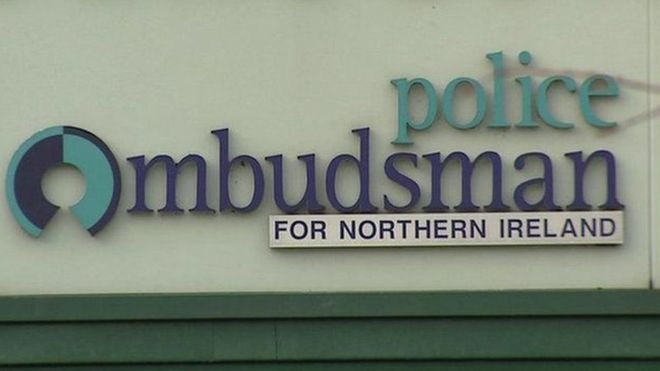 police
Ombudsman
FOR NORTHERN IRELAND